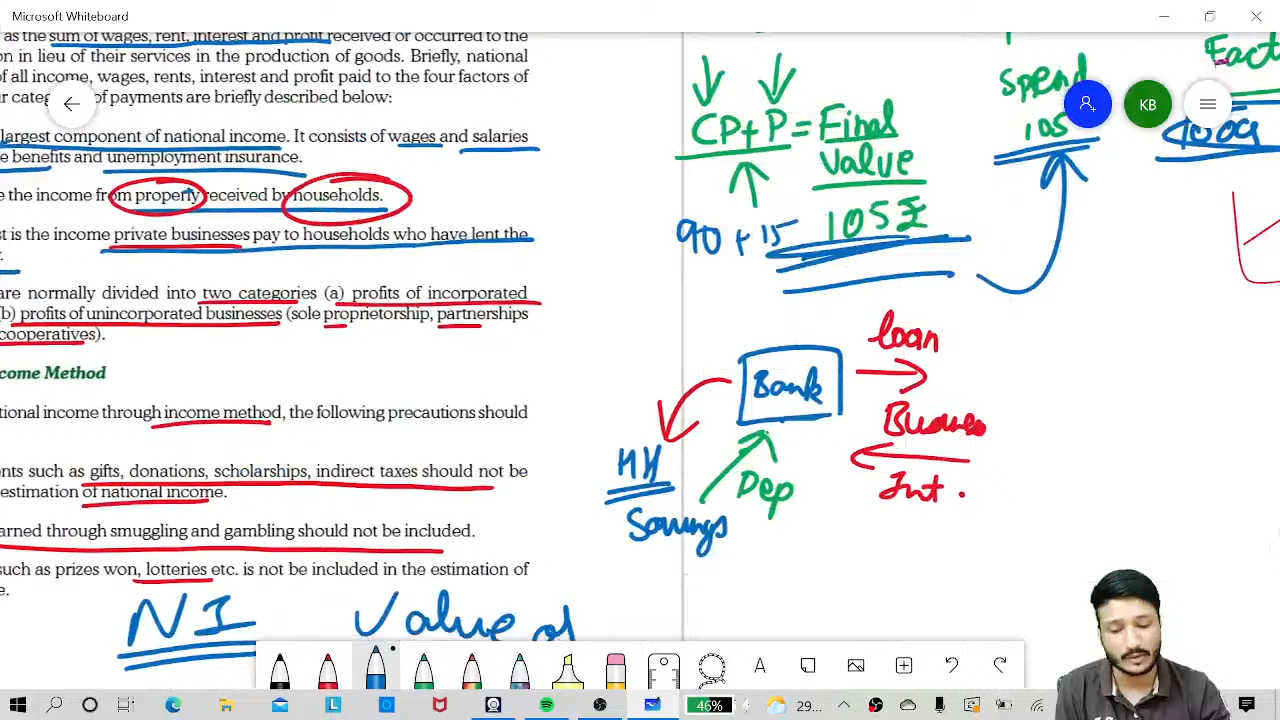 Microsoft Whiteboard
as the sum of wages, rent, interest and profit received or occurred to the
on in lieu of their services in the production of goods. Briefly, national
of all income, wages, rents, interest and profit paid to the four factors of
ur categ of payments are briefly described below:
largest component of national income. It consists of wages and salaries
e benefits and unemployment insurance.
e the income from property received by households.
st is the income private businesses pay to households who have lent the
are normally divided into two categories (a) profits of incorporated
(b) profits of unincorporated businesses (sole proprietorship, partnerships
cooperatives).
come Method
tional income through income method, the following precautions should
ents such as gifts, donations, scholarships, indirect taxes should not be
estimation of national income.
arned through smuggling and gambling should not be included.
such as prizes won, lotteries etc. is not be included in the estimation of
e.
NI Value of
CP+P = Final
Value
105₹
90 + 15
Spend
105
Fact
KB
Bank
loan
Business
Int.
HH
Savings
Dep
46%
29...